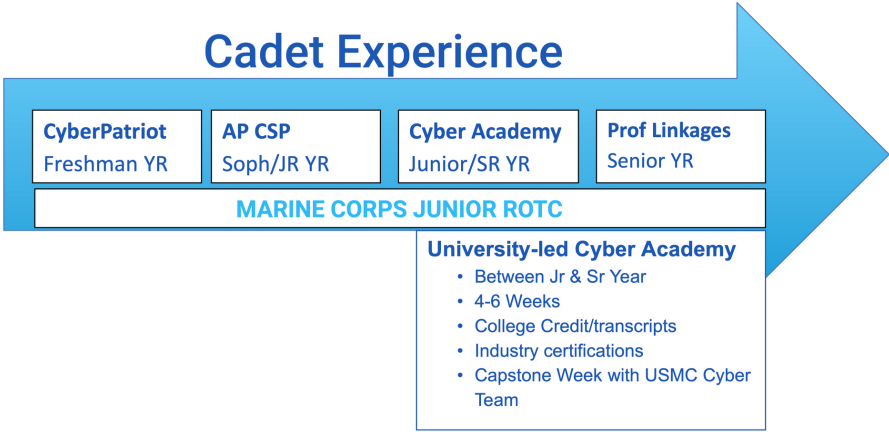 Cadet Experience
CyberPatriot
Freshman YR
AP CSP
Soph/JR YR
Cyber Academy
Junior/SR YR
Prof Linkages
Senior YR
MARINE CORPS JUNIOR ROTC
University-led Cyber Academy
• Between Jr & Sr Year
• 4-6 Weeks
• College Credit/transcripts
• Industry certifications
• Capstone Week with USMC Cyber
Team